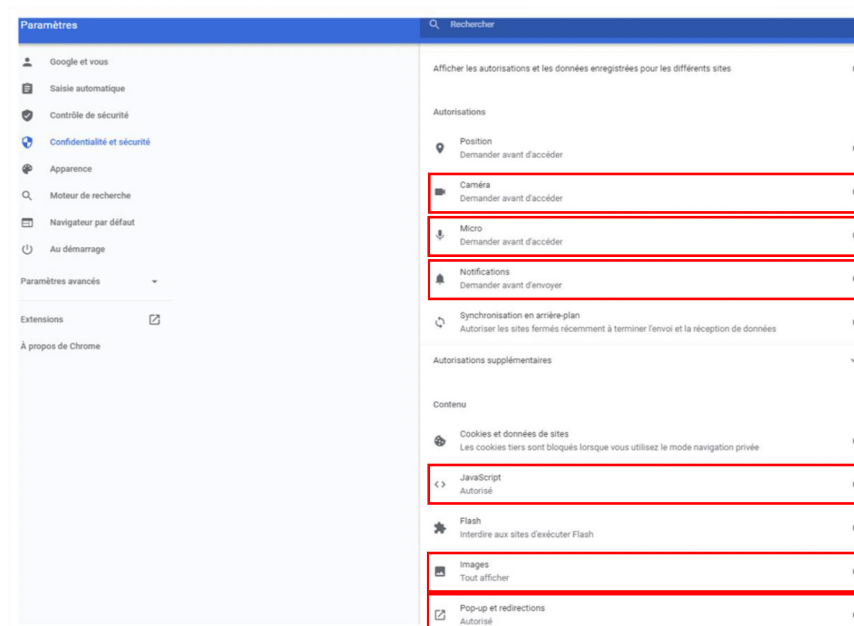 Paramètres
Rechercher
Google et vous
Saisie automatique
Contrôle de sécurité
Confidentialité et sécurité
Apparence
Moteur de recherche
Navigateur par défaut
Au démarrage
Paramètres avancés
Extensions
À propos de Chrome
Afficher les autorisations et les données enregistrées pour les différents sites
Autorisations
Position
Demander avant d'accéder
Caméra
Demander avant d'accéder
Micro
Demander avant d'accéder
Notifications
Demander avant d'envoyer
Synchronisation en arrière-plan
Autoriser les sites fermés récemment à terminer l'envoi et la réception de données
Autorisations supplémentaires
Contenu
Cookies et données de sites
Les cookies tiers sont bloqués lorsque vous utilisez le mode navigation privée
JavaScript
Autorisé
Flash
Interdire aux sites d'exécuter Flash
Images
Tout afficher
Pop-up et redirections
Autorisé